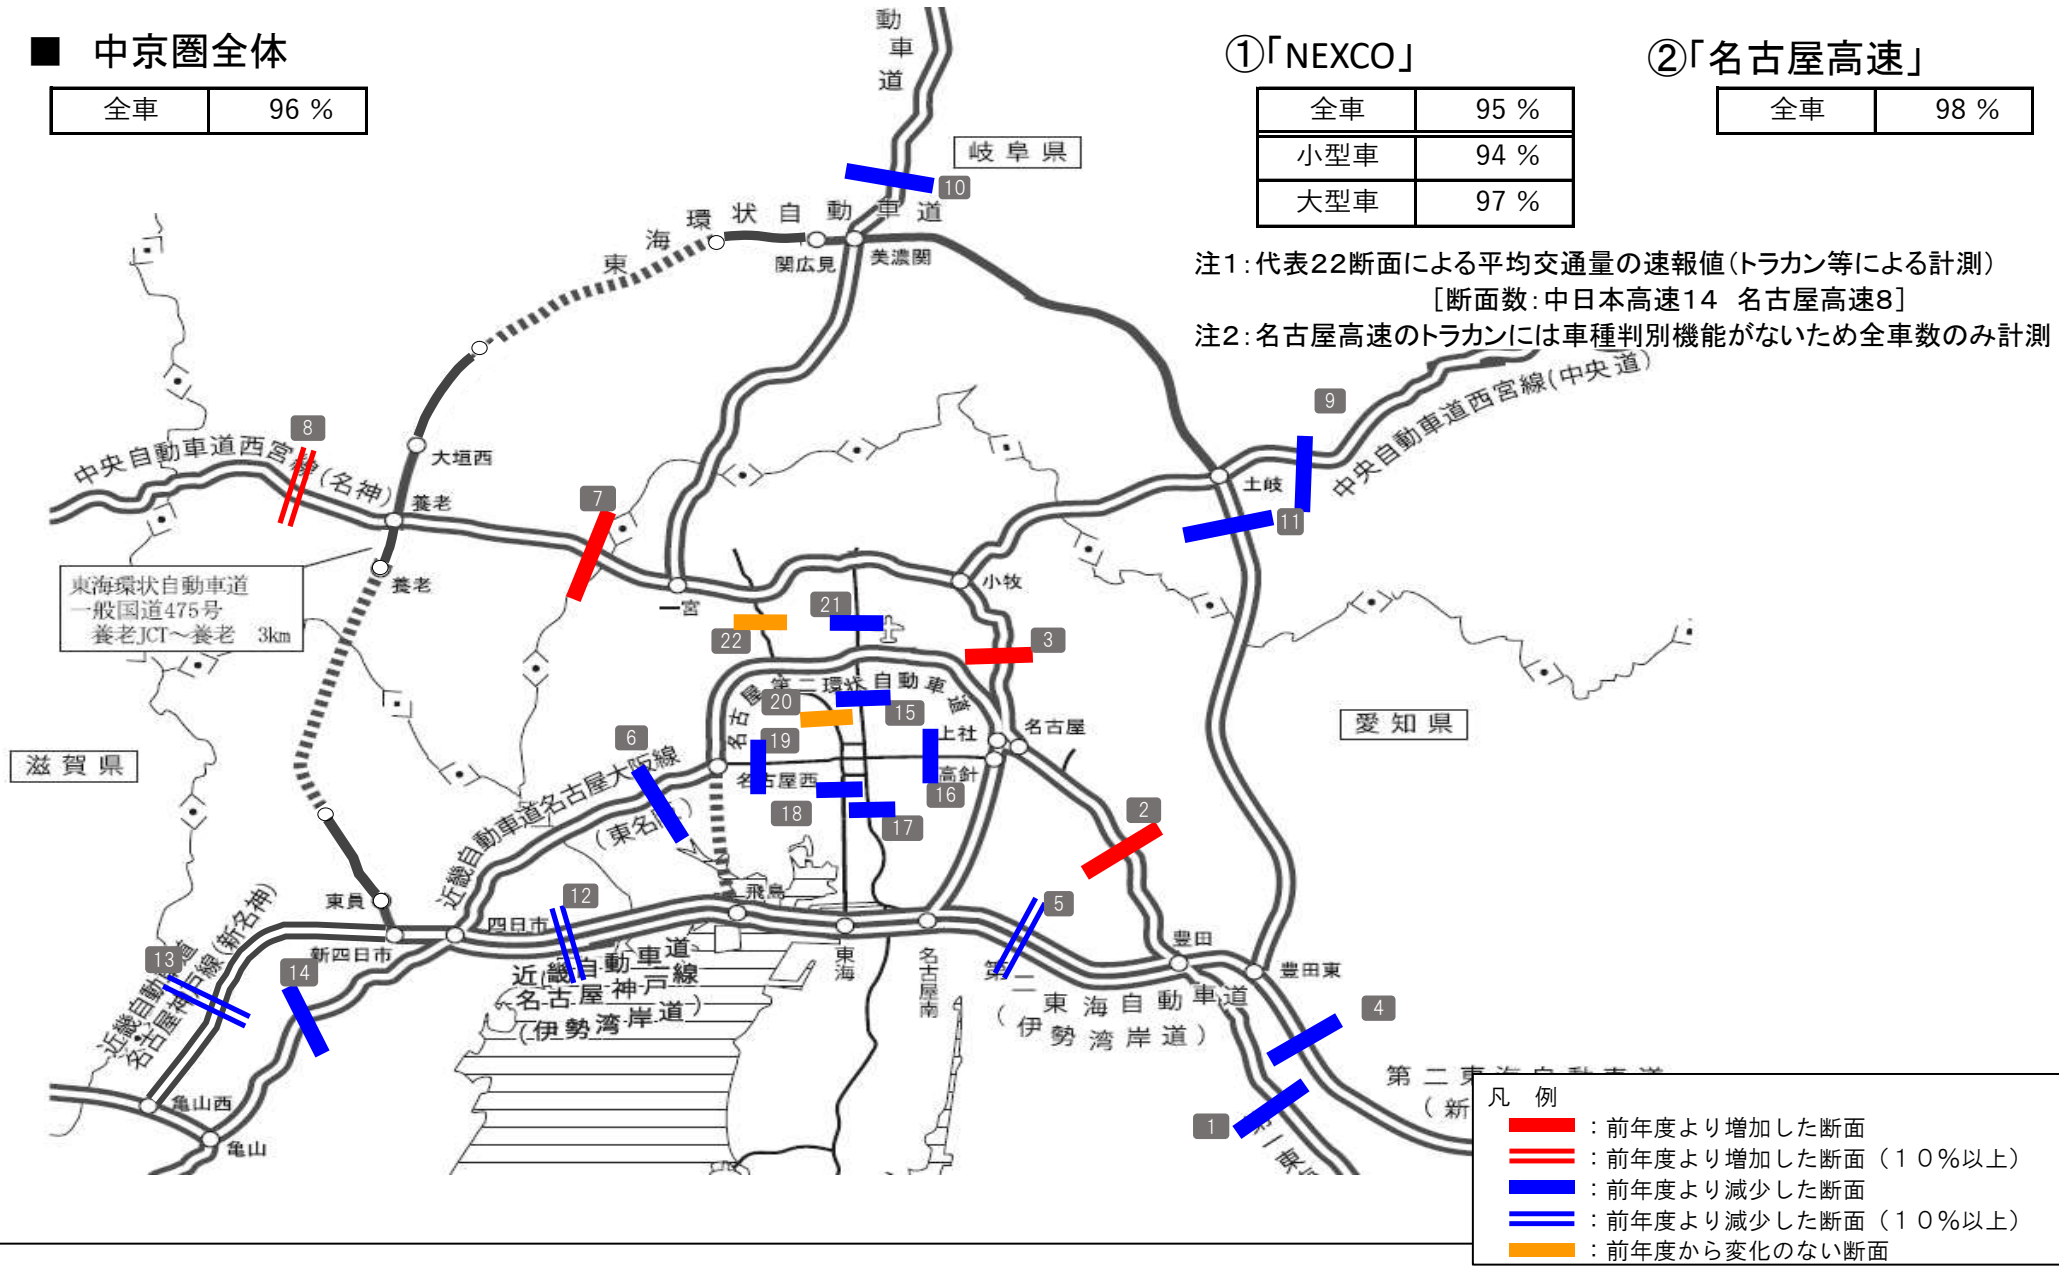 ■ 中京圏全体
全車 96 %
①「NEXCO」
全車 95 %
小型車 94 %
大型車 97 %
②「名古屋高速」
全車 98 %
注1：代表22断面による平均交通量の速報値（トラカン等による計測）
［断面数：中日本高速14 名古屋高速8］
注2：名古屋高速のトラカンには車種判別機能がないため全車数のみ計測
動車道
岐阜県
10
東海環状自動車道
関広見
美濃関
9
中央自動車道西宮線(中央道)
8
中央自動車道西宮線(名神)
大垣西
養老
7
土岐
11
東海環状自動車道
一般国道475号
養老JCT～養老 3km
養老
一宮
小牧
21
22
3
名古屋第二環状自動車道
20
15
19
上社
名古屋
愛知県
滋賀県
6
近畿自動車道名古屋大阪線
(東名阪)
名古屋西
高針
16
18
17
2
東員
12
飛島
5
四日市
新四日市
近畿自動車道
名古屋神戸線
(伊勢湾岸道)
東海
名古屋南
豊田
豊田東
13
14
近畿自動車道
名古屋神戸線(新名神)
第二東海自動車道
(伊勢湾岸道)
4
1
亀山西
亀山
第二東海自動車道
(新
第一東
凡 例
：前年度より増加した断面
：前年度より増加した断面（１０％以上）
：前年度より減少した断面
：前年度より減少した断面（１０％以上）
：前年度から変化のない断面